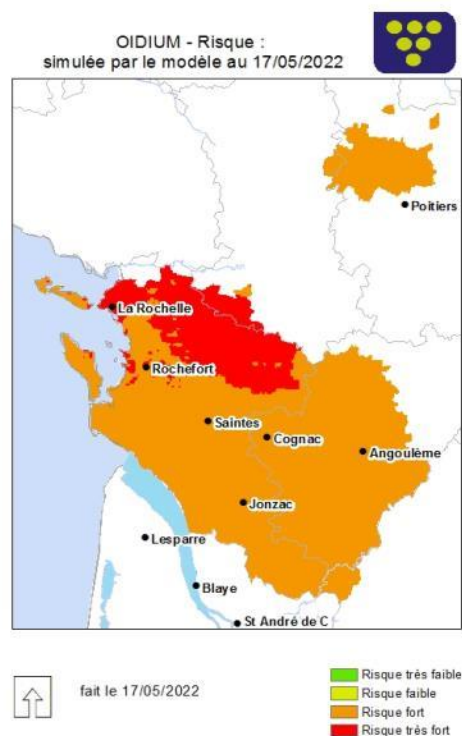 OIDIUM - Risque :
simulée par le modèle au 17/05/2022
Poitiers
La Rochelle
Rochefort
Saintes
Cognac
Angoulême
Jonzac
Lesparre
Blaye
St André de C
fait le 17/05/2022
Risque très faible
Risque faible
Risque fort
Risque très fort